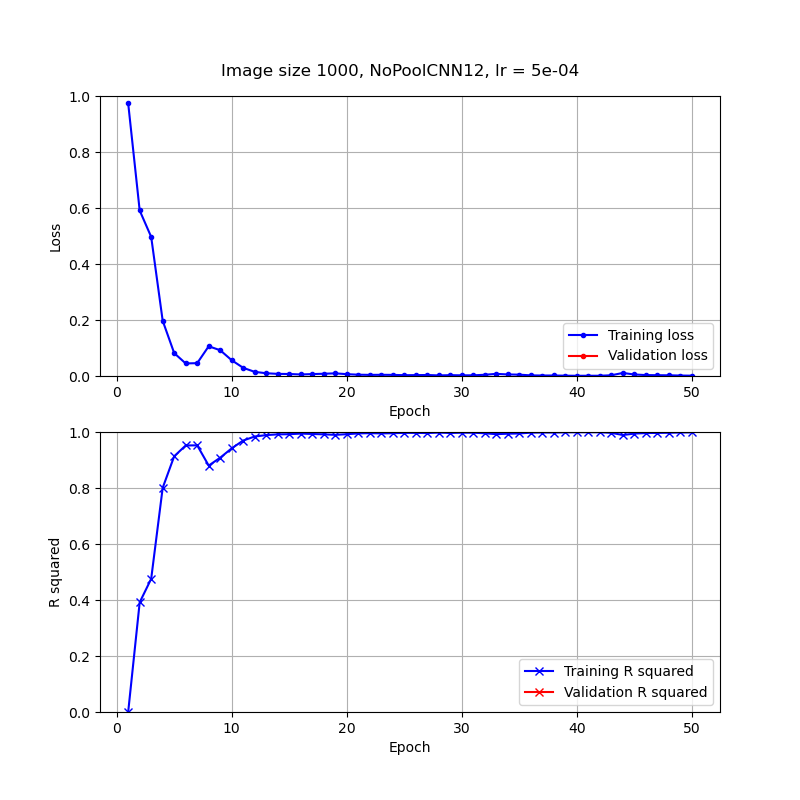 Image size 1000, NoPoolCNN12, lr = 5e-04
1.0
0.8
0.6
0.4
0.2
0.0
Loss
Training loss
Validation loss
0 10 20 30 40 50
Epoch
1.0
0.8
0.6
0.4
0.2
0.0
R squared
Training R squared
Validation R squared
0 10 20 30 40 50
Epoch